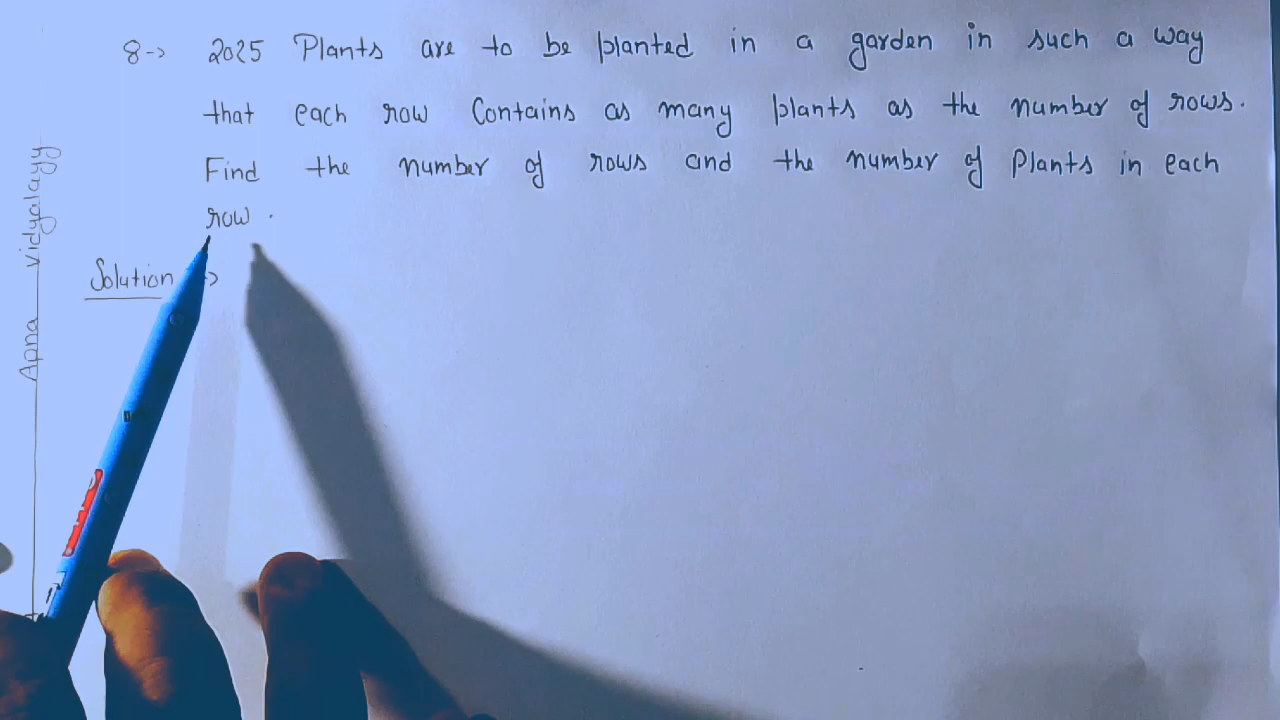 8-> 2025 Plants are to be planted in a garden in such a way
that each row Contains as many plants as the number of rows.
Find the number of rows and the number of Plants in each
row.
Solution ->
Apna Vidyalayy